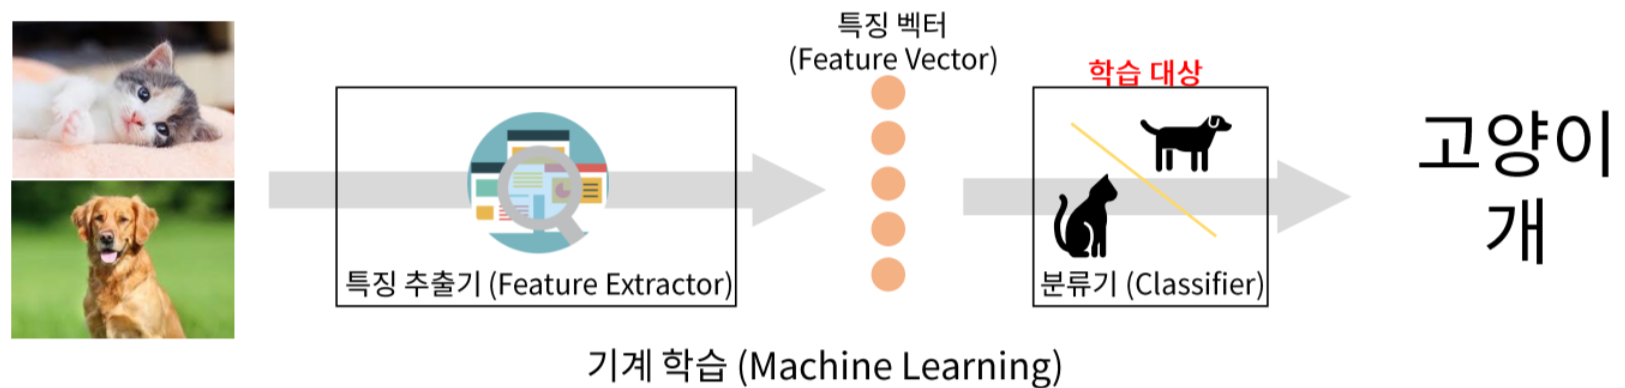 특징 벡터
(Feature Vector)
학습 대상
특징 추출기 (Feature Extractor)
분류기 (Classifier)
고양이
개
기계 학습 (Machine Learning)